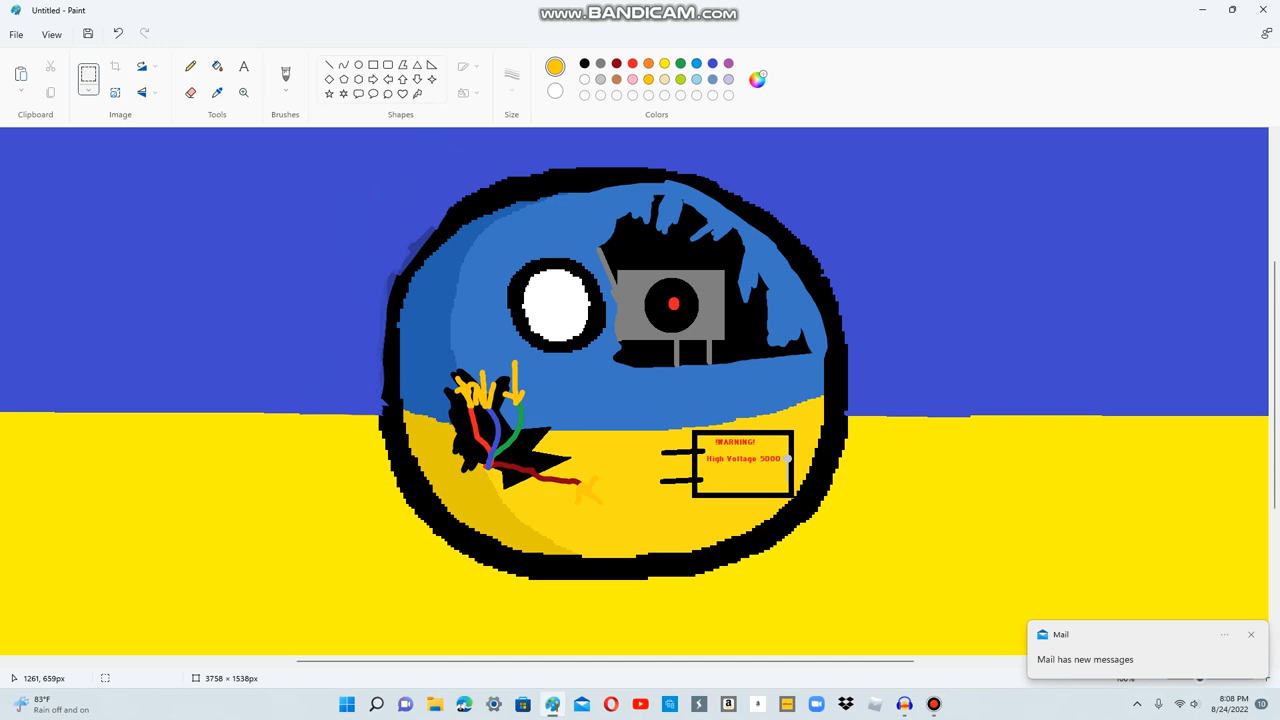 Untitled - Paint
www.BANDICAM.com
File
View
Clipboard
Image
Tools
Brushes
Shapes
Size
Colors
!WARNING!
High Voltage 5000
Mail
Mail has new messages
1261, 659px
3758 × 1538px
100%
83°F
Rain off and on
8:08 PM
8/24/2022
10